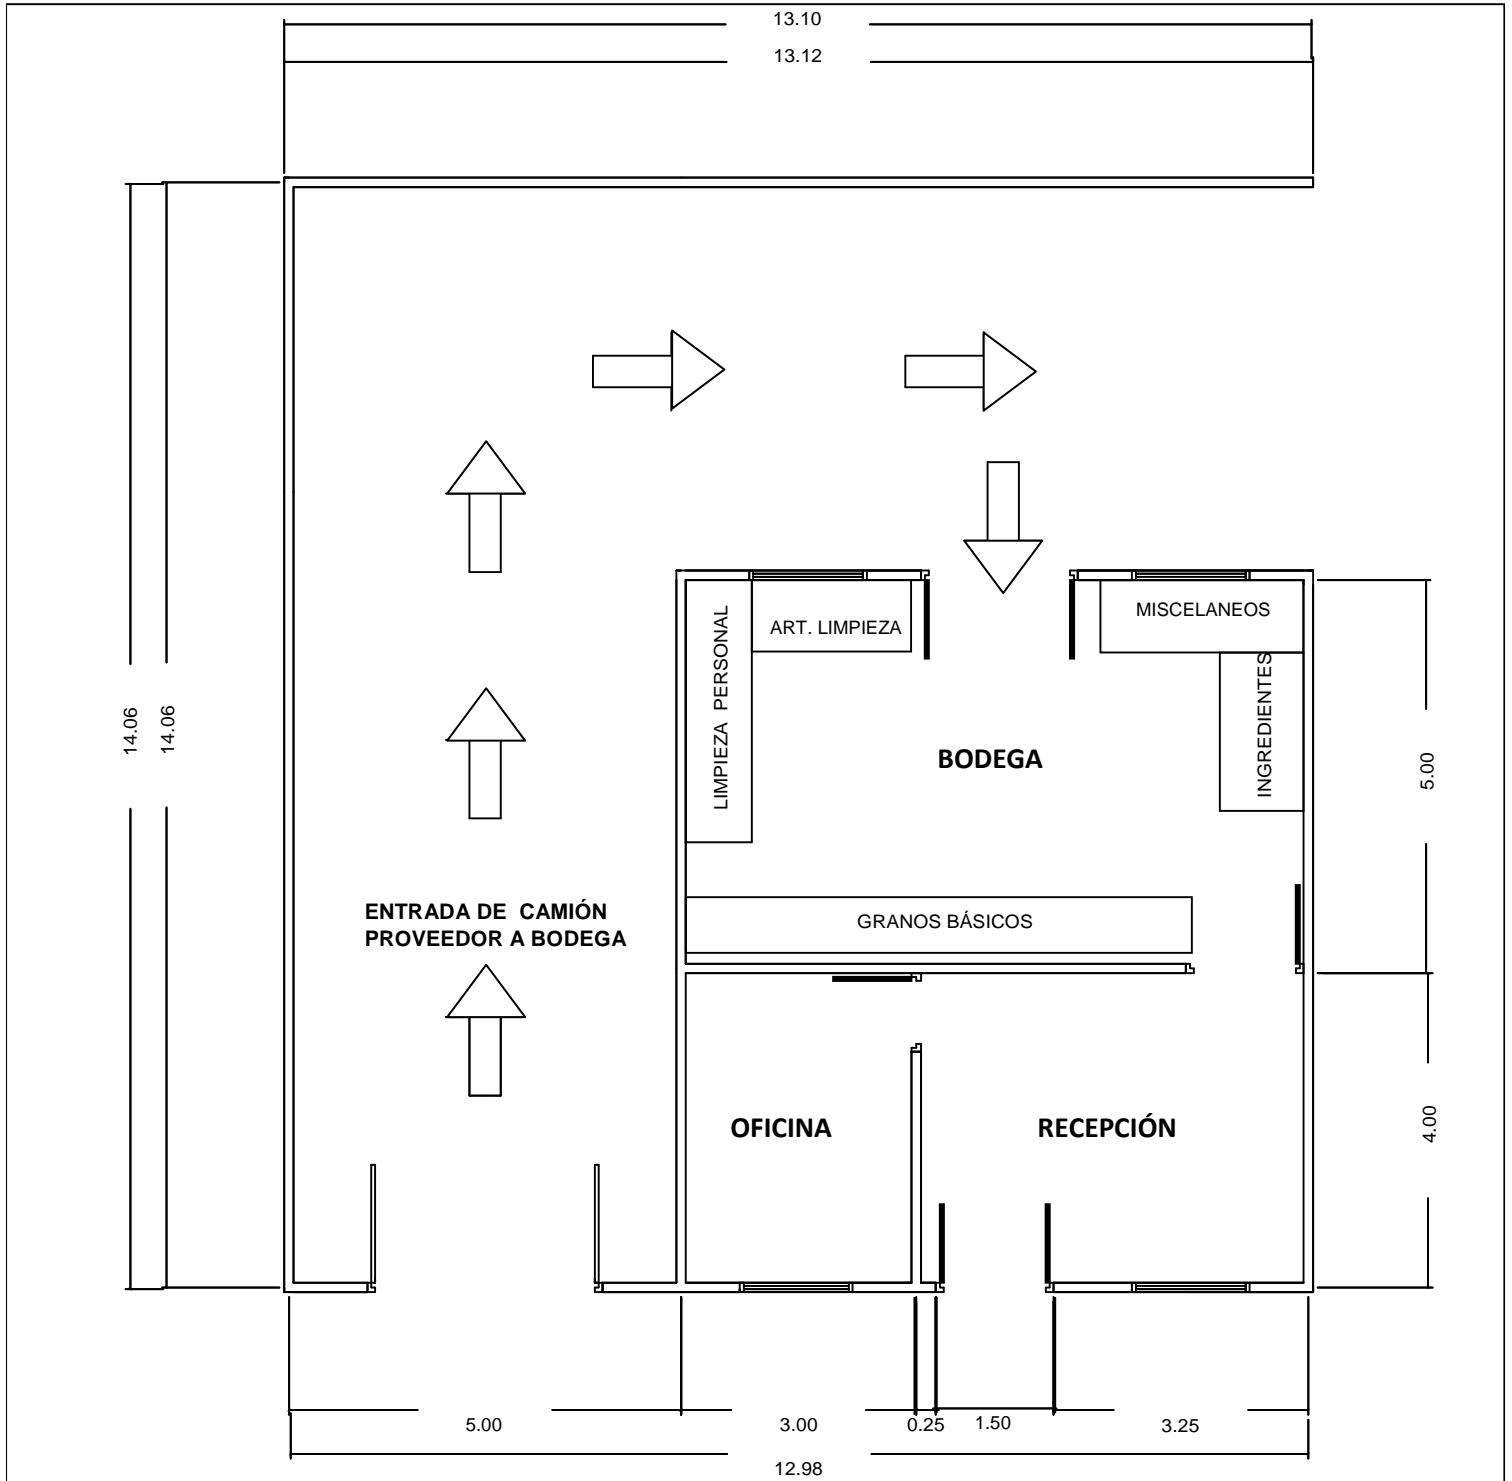 13.10
13.12
MISCELANEOS
ART. LIMPIEZA
LIMPIEZA PERSONAL
INGREDIENTES
14.06
14.06
BODEGA
5.00
ENTRADA DE CAMIÓN
PROVEEDOR A BODEGA
GRANOS BÁSICOS
OFICINA
RECEPCIÓN
4.00
5.00
3.00
0.25
1.50
3.25
12.98